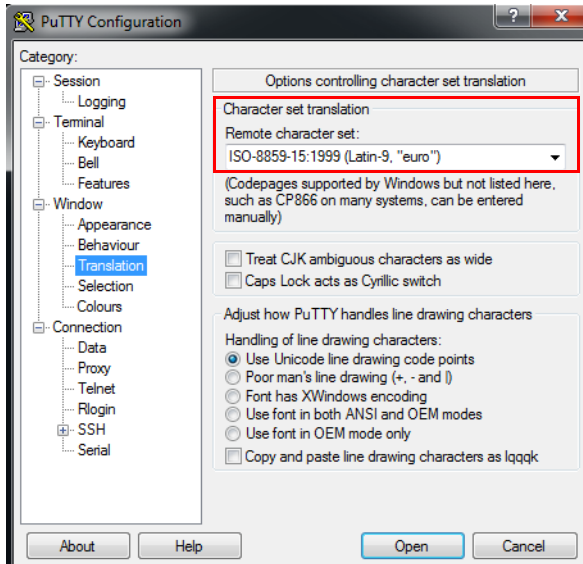 PuTTY Configuration
?
X
Category:
Session
Logging
Terminal
Keyboard
Bell
Features
Window
Appearance
Behaviour
Translation
Selection
Colours
Connection
Data
Proxy
Telnet
Rlogin
SSH
Serial
Options controlling character set translation
Character set translation
Remote character set:
ISO-8859-15:1999 (Latin-9, "euro")
(Codepages supported by Windows but not listed here,
such as CP866 on many systems, can be entered
manually)
Treat CJK ambiguous characters as wide
Caps Lock acts as Cyrillic switch
Adjust how PuTTY handles line drawing characters
Handling of line drawing characters:
Use Unicode line drawing code points
Poor man's line drawing (+, - and |)
Font has XWindows encoding
Use font in both ANSI and OEM modes
Use font in OEM mode only
Copy and paste line drawing characters as lqqqk
About
Help
Open
Cancel